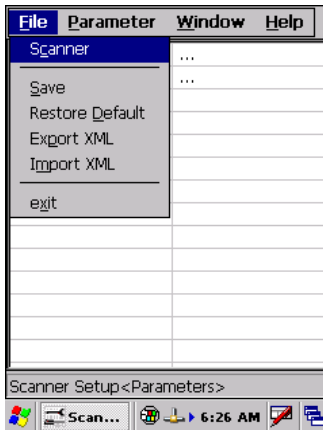 File Parameter Window Help
Scanner
...
...
Save
Restore Default
Export XML
Import XML
exit
Scanner Setup<Parameters>
Scan... 6:26 AM